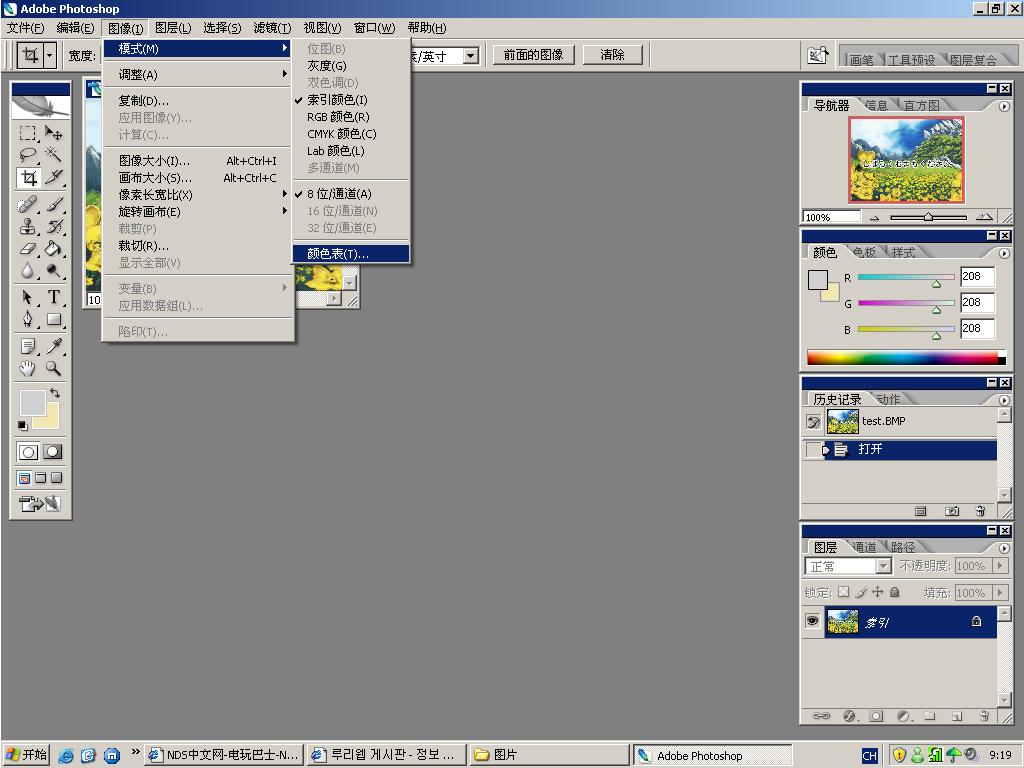 Adobe Photoshop
文件(F) 编辑(E) 图像(I) 图层(L) 选择(S) 滤镜(T) 视图(V) 窗口(W) 帮助(H)
宽度: /英寸 前面的图像 清除 画笔 工具预设 图层复合
模式(M)
调整(A)
复制(D)...
应用图像(Y)...
计算(C)...
图像大小(I)... Alt+Ctrl+I
画布大小(S)... Alt+Ctrl+C
像素长宽比(X)
旋转画布(E)
裁剪(P)
裁切(R)...
显示全部(V)
变量(B)
应用数据组(L)...
陷印(T)...
位图(B)
灰度(G)
双色调(D)
索引颜色(I)
RGB 颜色(R)
CMYK 颜色(C)
Lab 颜色(L)
多通道(M)
8 位/通道(A)
16 位/通道(N)
32 位/通道(E)
颜色表(T)...
10
导航器 信息 直方图
100%
颜色 色板 样式
R 208
G 208
B 208
历史记录 动作
test.BMP
打开
图层 通道 路径
正常 不透明度: 100%
锁定: 填充: 100%
索引
开始 NDS中文网-电玩巴士-N... 루리웹 게시판 - 정보 ... 图片 Adobe Photoshop CH 9:19